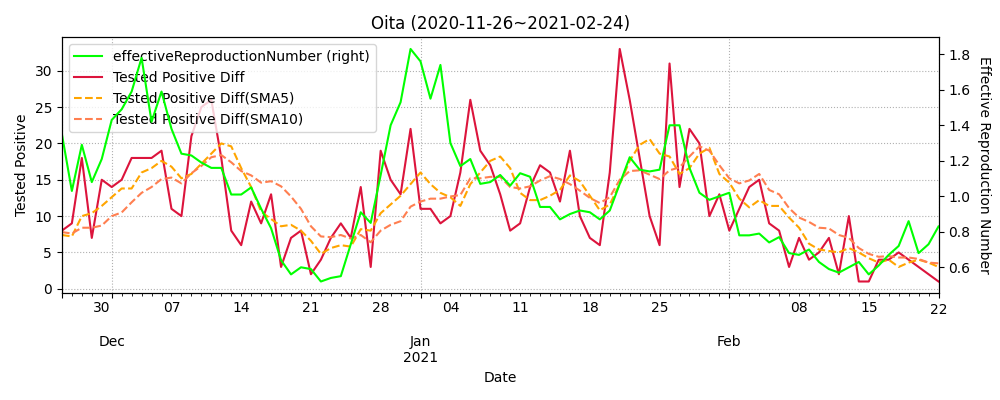 Oita (2020-11-26~2021-02-24)
effectiveReproductionNumber (right)
Tested Positive Diff
Tested Positive Diff(SMA5)
Tested Positive Diff(SMA10)
Tested Positive
30
25
20
15
10
5
0
Effective Reproduction Number
1.8
1.6
1.4
1.2
1.0
0.8
0.6
30 07 14 21 28 04 11 18 25 08 15 22
Dec Jan Feb
2021
Date